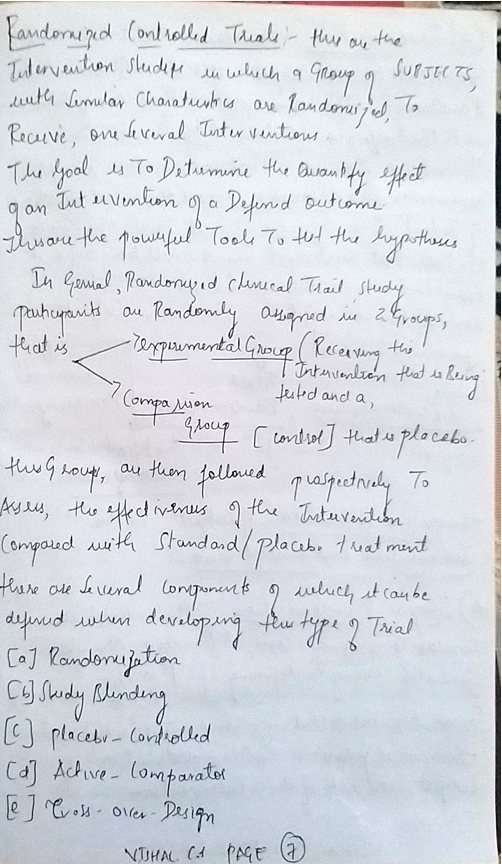 Randomized Controlled Trials:- this are the
Intervention Studies in which a Group of SUBJECTS,
with Similar Charatristics are Randomized, To
Receive, one Several Interventions.
The Goal is To Determine the Quantify effect
of an Intervention of a Defined outcome
This are the powerful Tools To test the hypothesis
In General, Randomized clinical Trail, study
participants are Randomly assigned in 2 Groups,
that is
experimental Group (Receiving the
Intervention that is Being
tested and a,
Comparison
Group [control] that is placebo.
this Groups, are then followed prospectively To
Assess, the effectiveness of the Intervention
Compared with Standard/placebo treatment
there are Several components of which it can be
defined when developing this type of Trial
[a] Randomization
[b] Study Blinding
[c] placebo-controlled
[d] Active-Comparator
[e] Cross-over-Design
VISHAL C.S PAGE 7